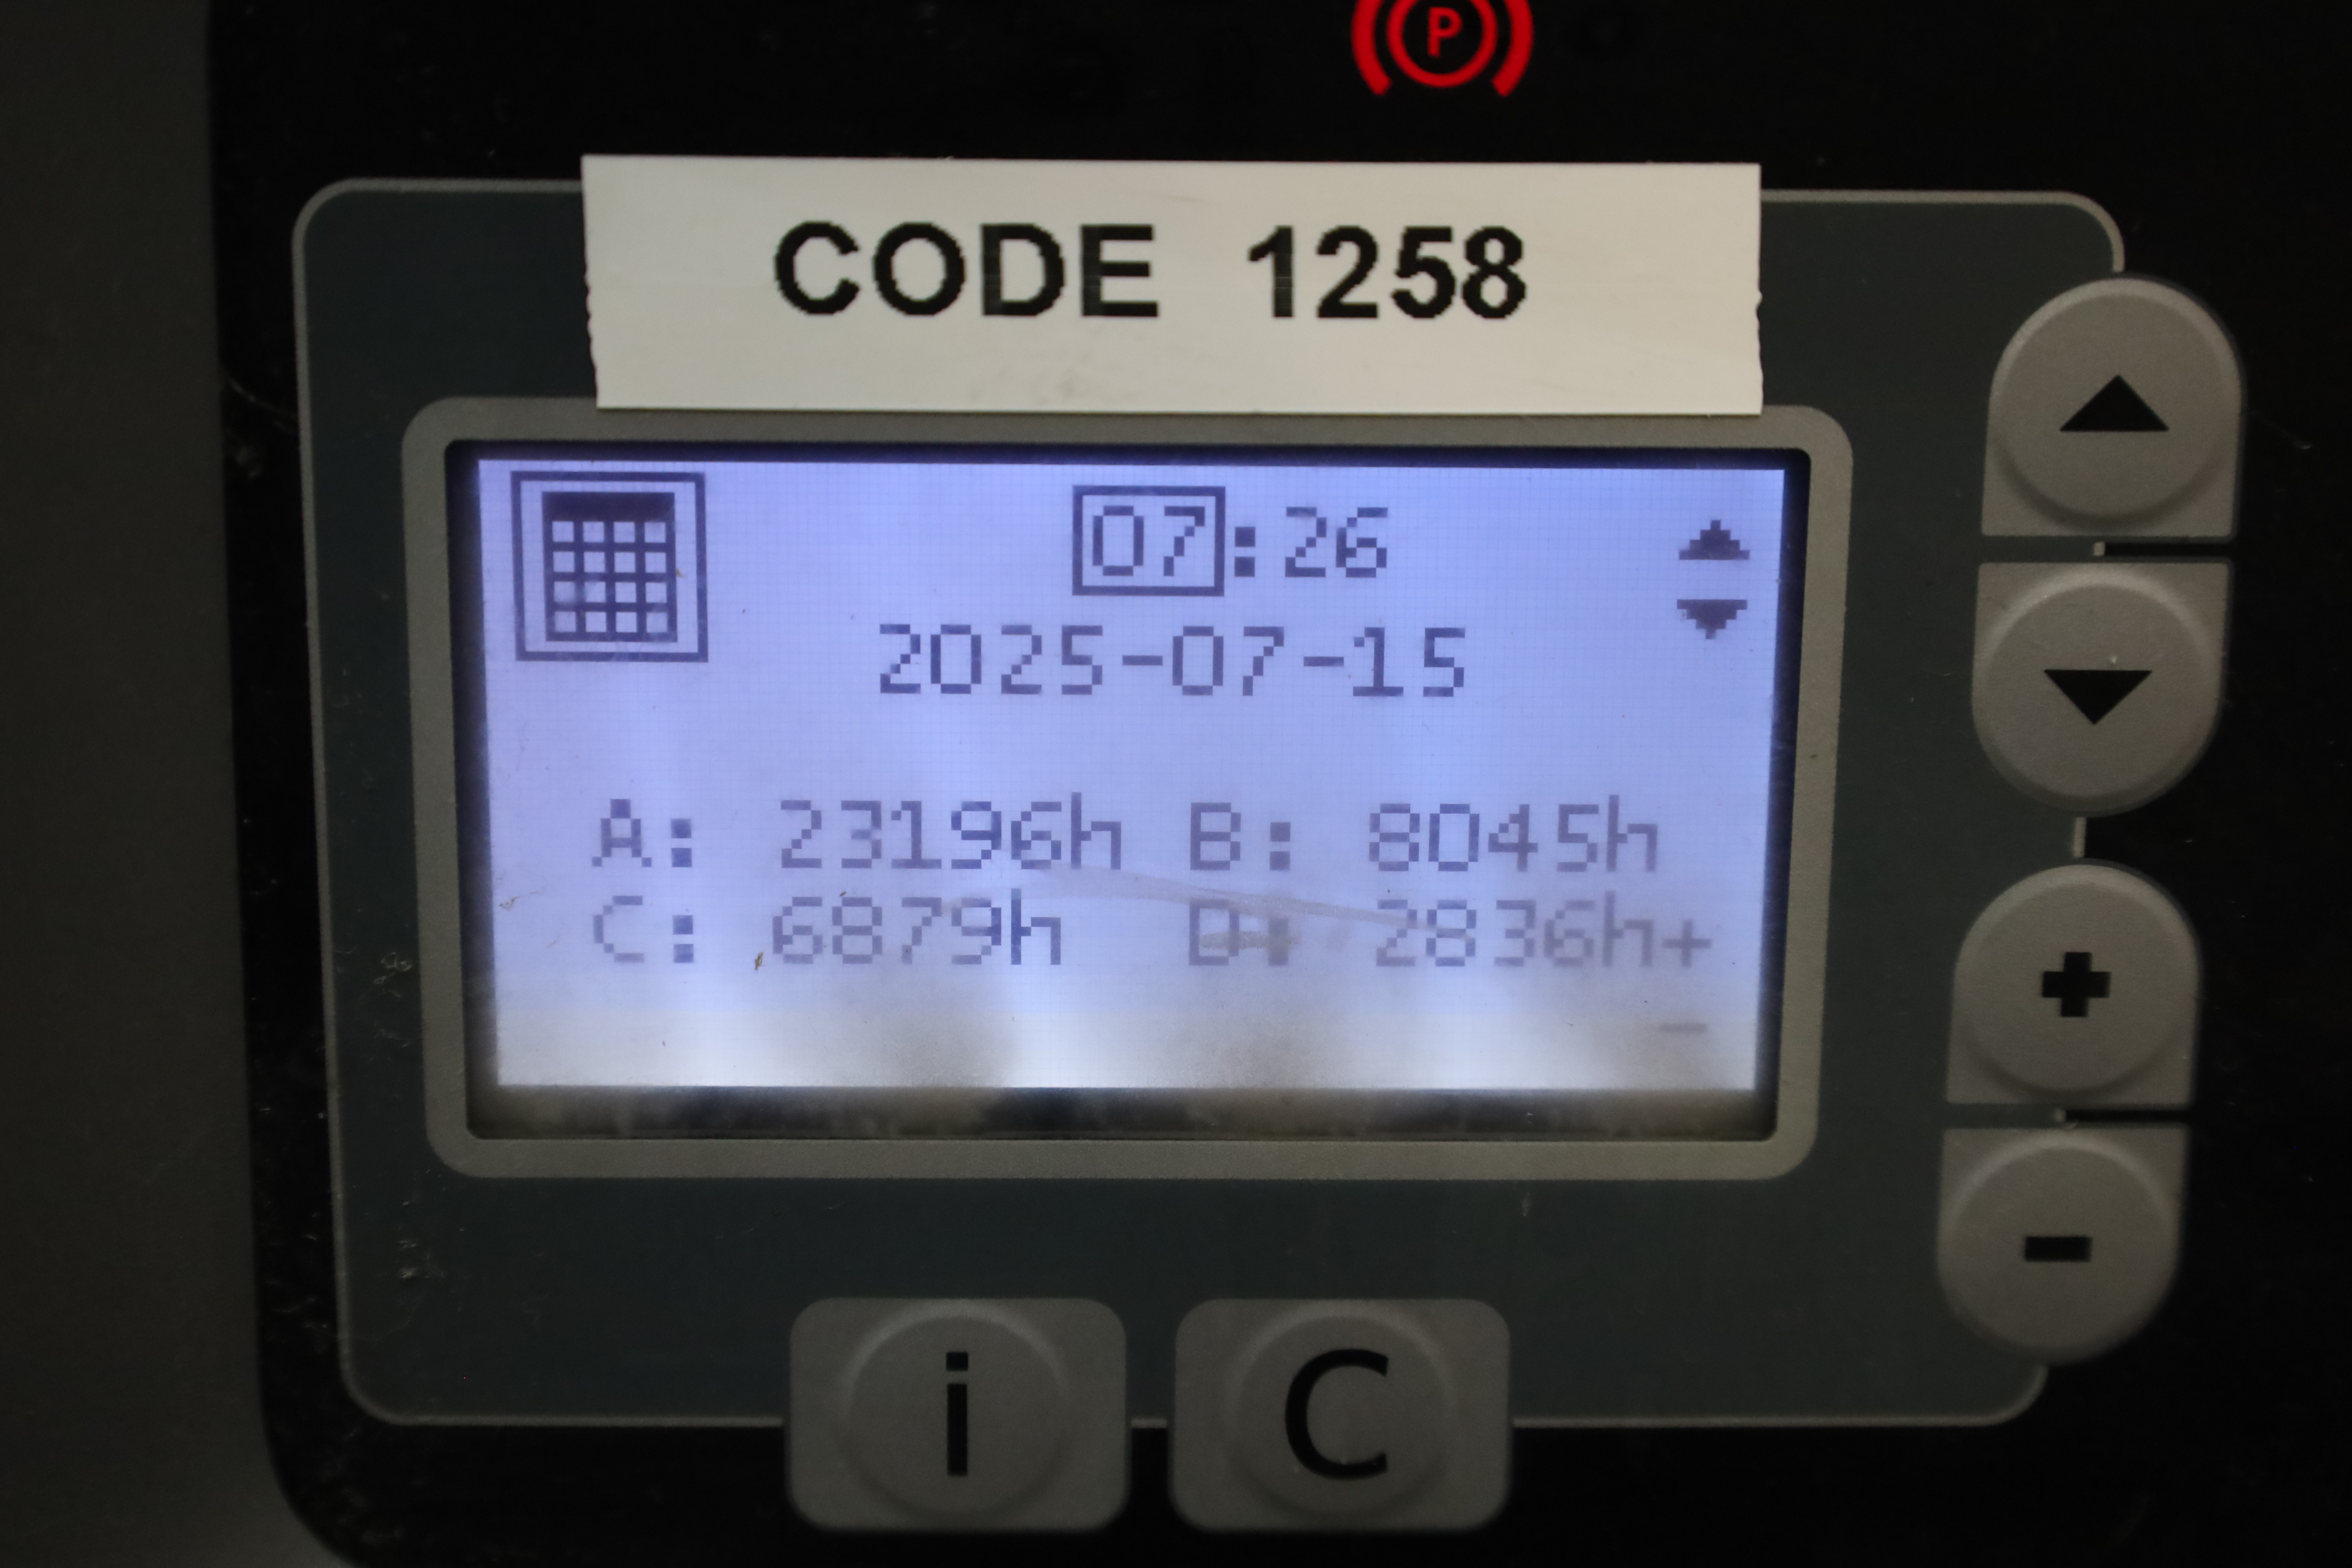 P
CODE 1258
07:26
2025-07-15
A: 23196h B: 8045h
C: 6879h D: 2836h+
-
i C